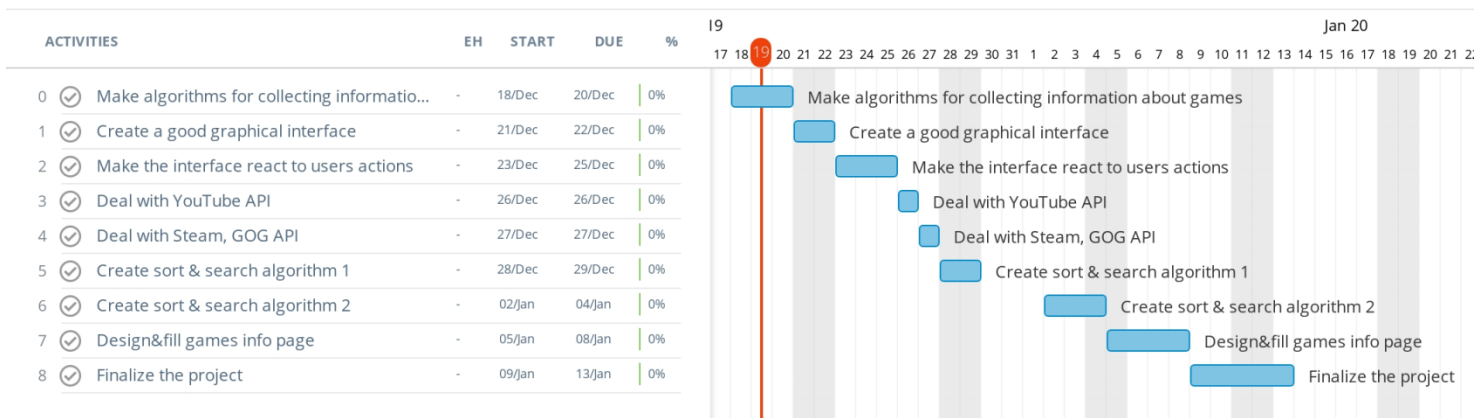 I9 Jan 20
ACTIVITIES EH START DUE %
17 18 19 20 21 22 23 24 25 26 27 28 29 30 31 1 2 3 4 5 6 7 8 9 10 11 12 13 14 15 16 17 18 19 20 21 22
0 Make algorithms for collecting informatio... - 18/Dec 20/Dec 0% Make algorithms for collecting information about games
1 Create a good graphical interface - 21/Dec 22/Dec 0% Create a good graphical interface
2 Make the interface react to users actions - 23/Dec 25/Dec 0% Make the interface react to users actions
3 Deal with YouTube API - 26/Dec 26/Dec 0% Deal with YouTube API
4 Deal with Steam, GOG API - 27/Dec 27/Dec 0% Deal with Steam, GOG API
5 Create sort & search algorithm 1 - 28/Dec 29/Dec 0% Create sort & search algorithm 1
6 Create sort & search algorithm 2 - 02/Jan 04/Jan 0% Create sort & search algorithm 2
7 Design&fill games info page - 05/Jan 08/Jan 0% Design&fill games info page
8 Finalize the project - 09/Jan 13/Jan 0% Finalize the project